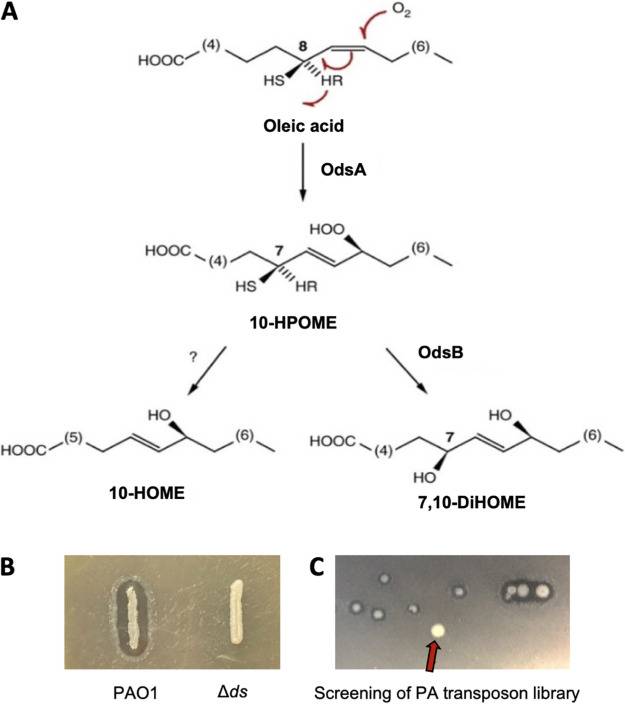 A
O2
8
(4)
(6)
HOOC
HS
HR
Oleic acid
OdsA
HOO
HOOC
(4)
7
(6)
HS
HR
10-HPOME
?
OdsB
HO
(5)
(6)
HOOC
10-HOME
HO
HOOC
(4)
7
(6)
HO
7,10-DiHOME
B
C
PAO1
Δds
Screening of PA transposon library